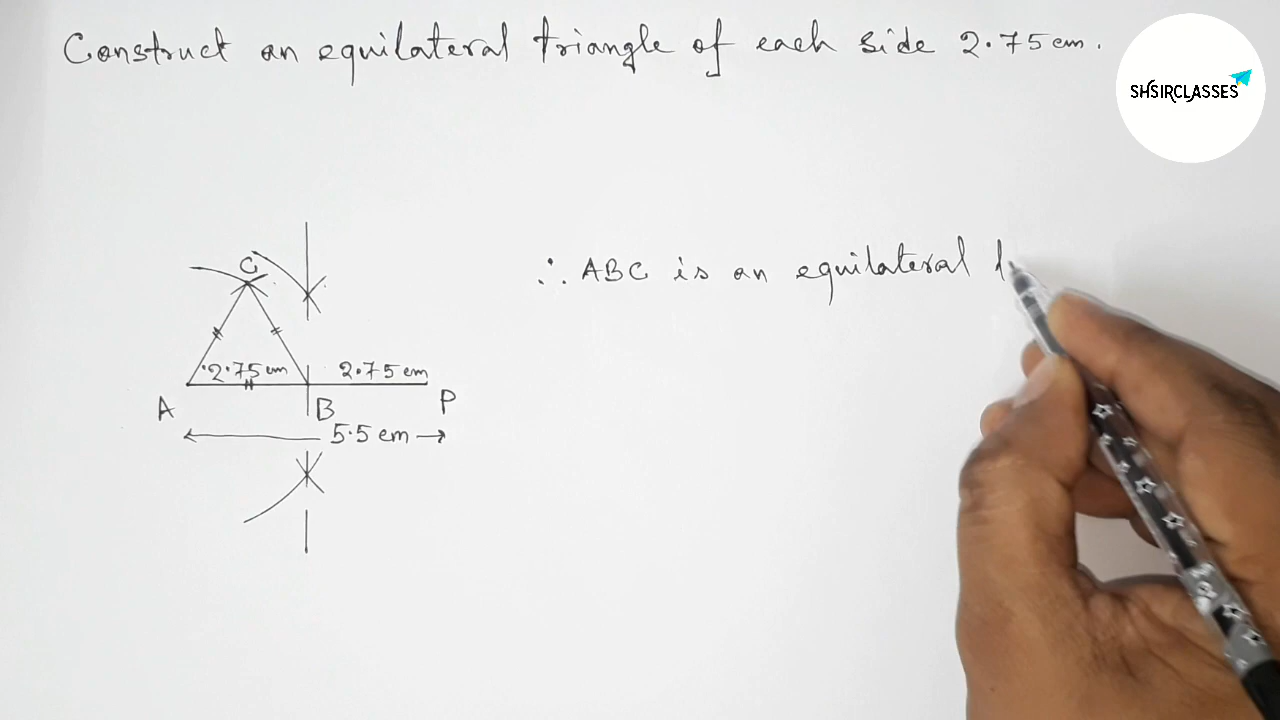 Construct an equilateral triangle of each side 2.75 cm.
SHSIRCLASSES
C
∴ ABC is an equilateral
2.75 cm 2.75 cm
A B P
5.5 cm